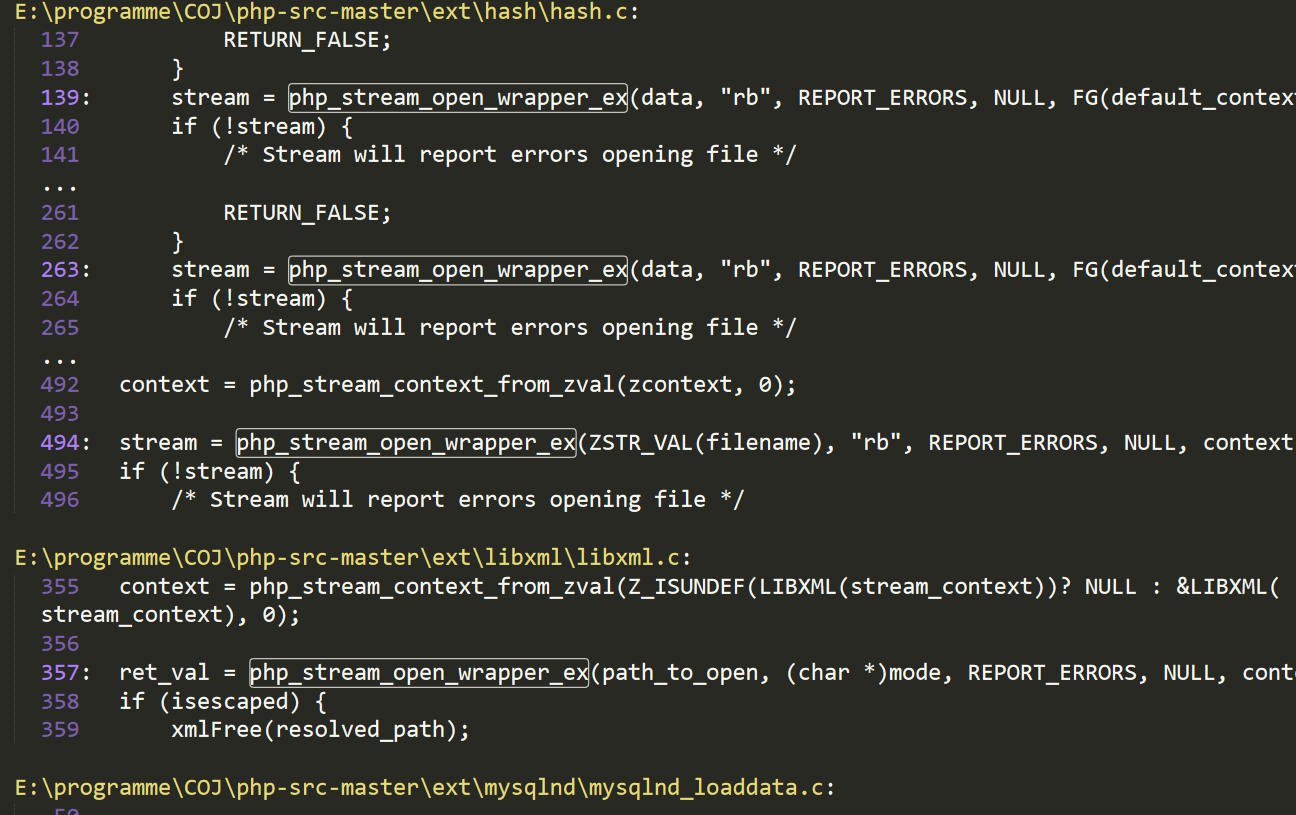 E:\programme\COJ\php-src-master\ext\hash\hash.c:
137 RETURN_FALSE;
138 }
139: stream = php_stream_open_wrapper_ex(data, "rb", REPORT_ERRORS, NULL, FG(default_contex
140 if (!stream) {
141 /* Stream will report errors opening file */
...
261 RETURN_FALSE;
262 }
263: stream = php_stream_open_wrapper_ex(data, "rb", REPORT_ERRORS, NULL, FG(default_contex
264 if (!stream) {
265 /* Stream will report errors opening file */
...
492 context = php_stream_context_from_zval(zcontext, 0);
493
494: stream = php_stream_open_wrapper_ex(ZSTR_VAL(filename), "rb", REPORT_ERRORS, NULL, context
495 if (!stream) {
496 /* Stream will report errors opening file */
E:\programme\COJ\php-src-master\ext\libxml\libxml.c:
355 context = php_stream_context_from_zval(Z_ISUNDEF(LIBXML(stream_context))? NULL : &LIBXML(
stream_context), 0);
356
357: ret_val = php_stream_open_wrapper_ex(path_to_open, (char *)mode, REPORT_ERRORS, NULL, cont
358 if (isescaped) {
359 xmlFree(resolved_path);
E:\programme\COJ\php-src-master\ext\mysqlnd\mysqlnd_loaddata.c: